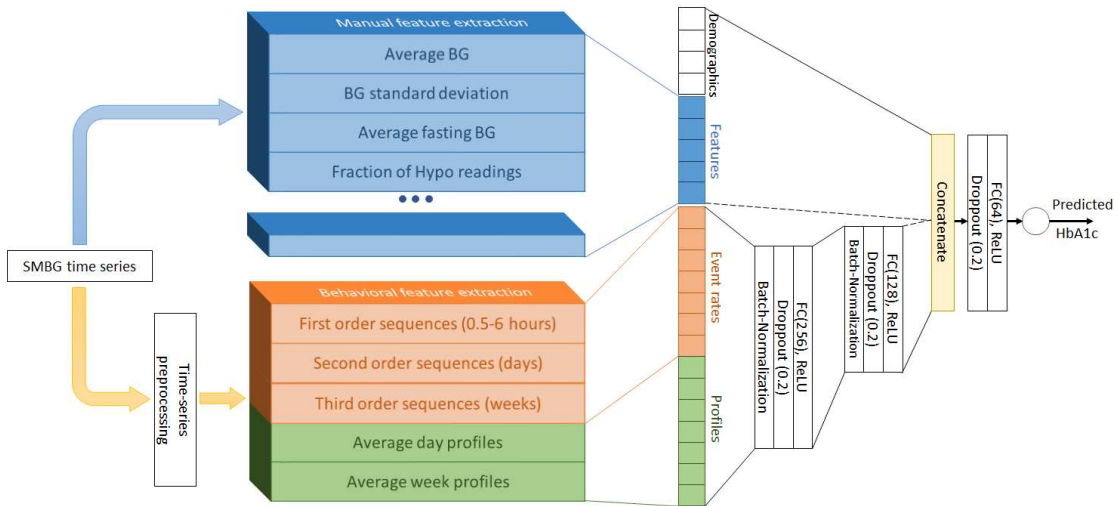 Manual feature extraction
Average BG
BG standard deviation
Average fasting BG
Fraction of Hypo readings
SMBG time series
Time-series
preprocessing
Behavioral feature extraction
First order sequences (0.5-6 hours)
Second order sequences (days)
Third order sequences (weeks)
Average day profiles
Average week profiles
Demographics
Features
Event rates
Profiles
FC(256), ReLU
Droppout (0.2)
Batch-Normalization
FC(128), ReLU
Droppout (0.2)
Batch-Normalization
Concatenate
FC(64), ReLU
Droppout (0.2)
Predicted
HbA1c